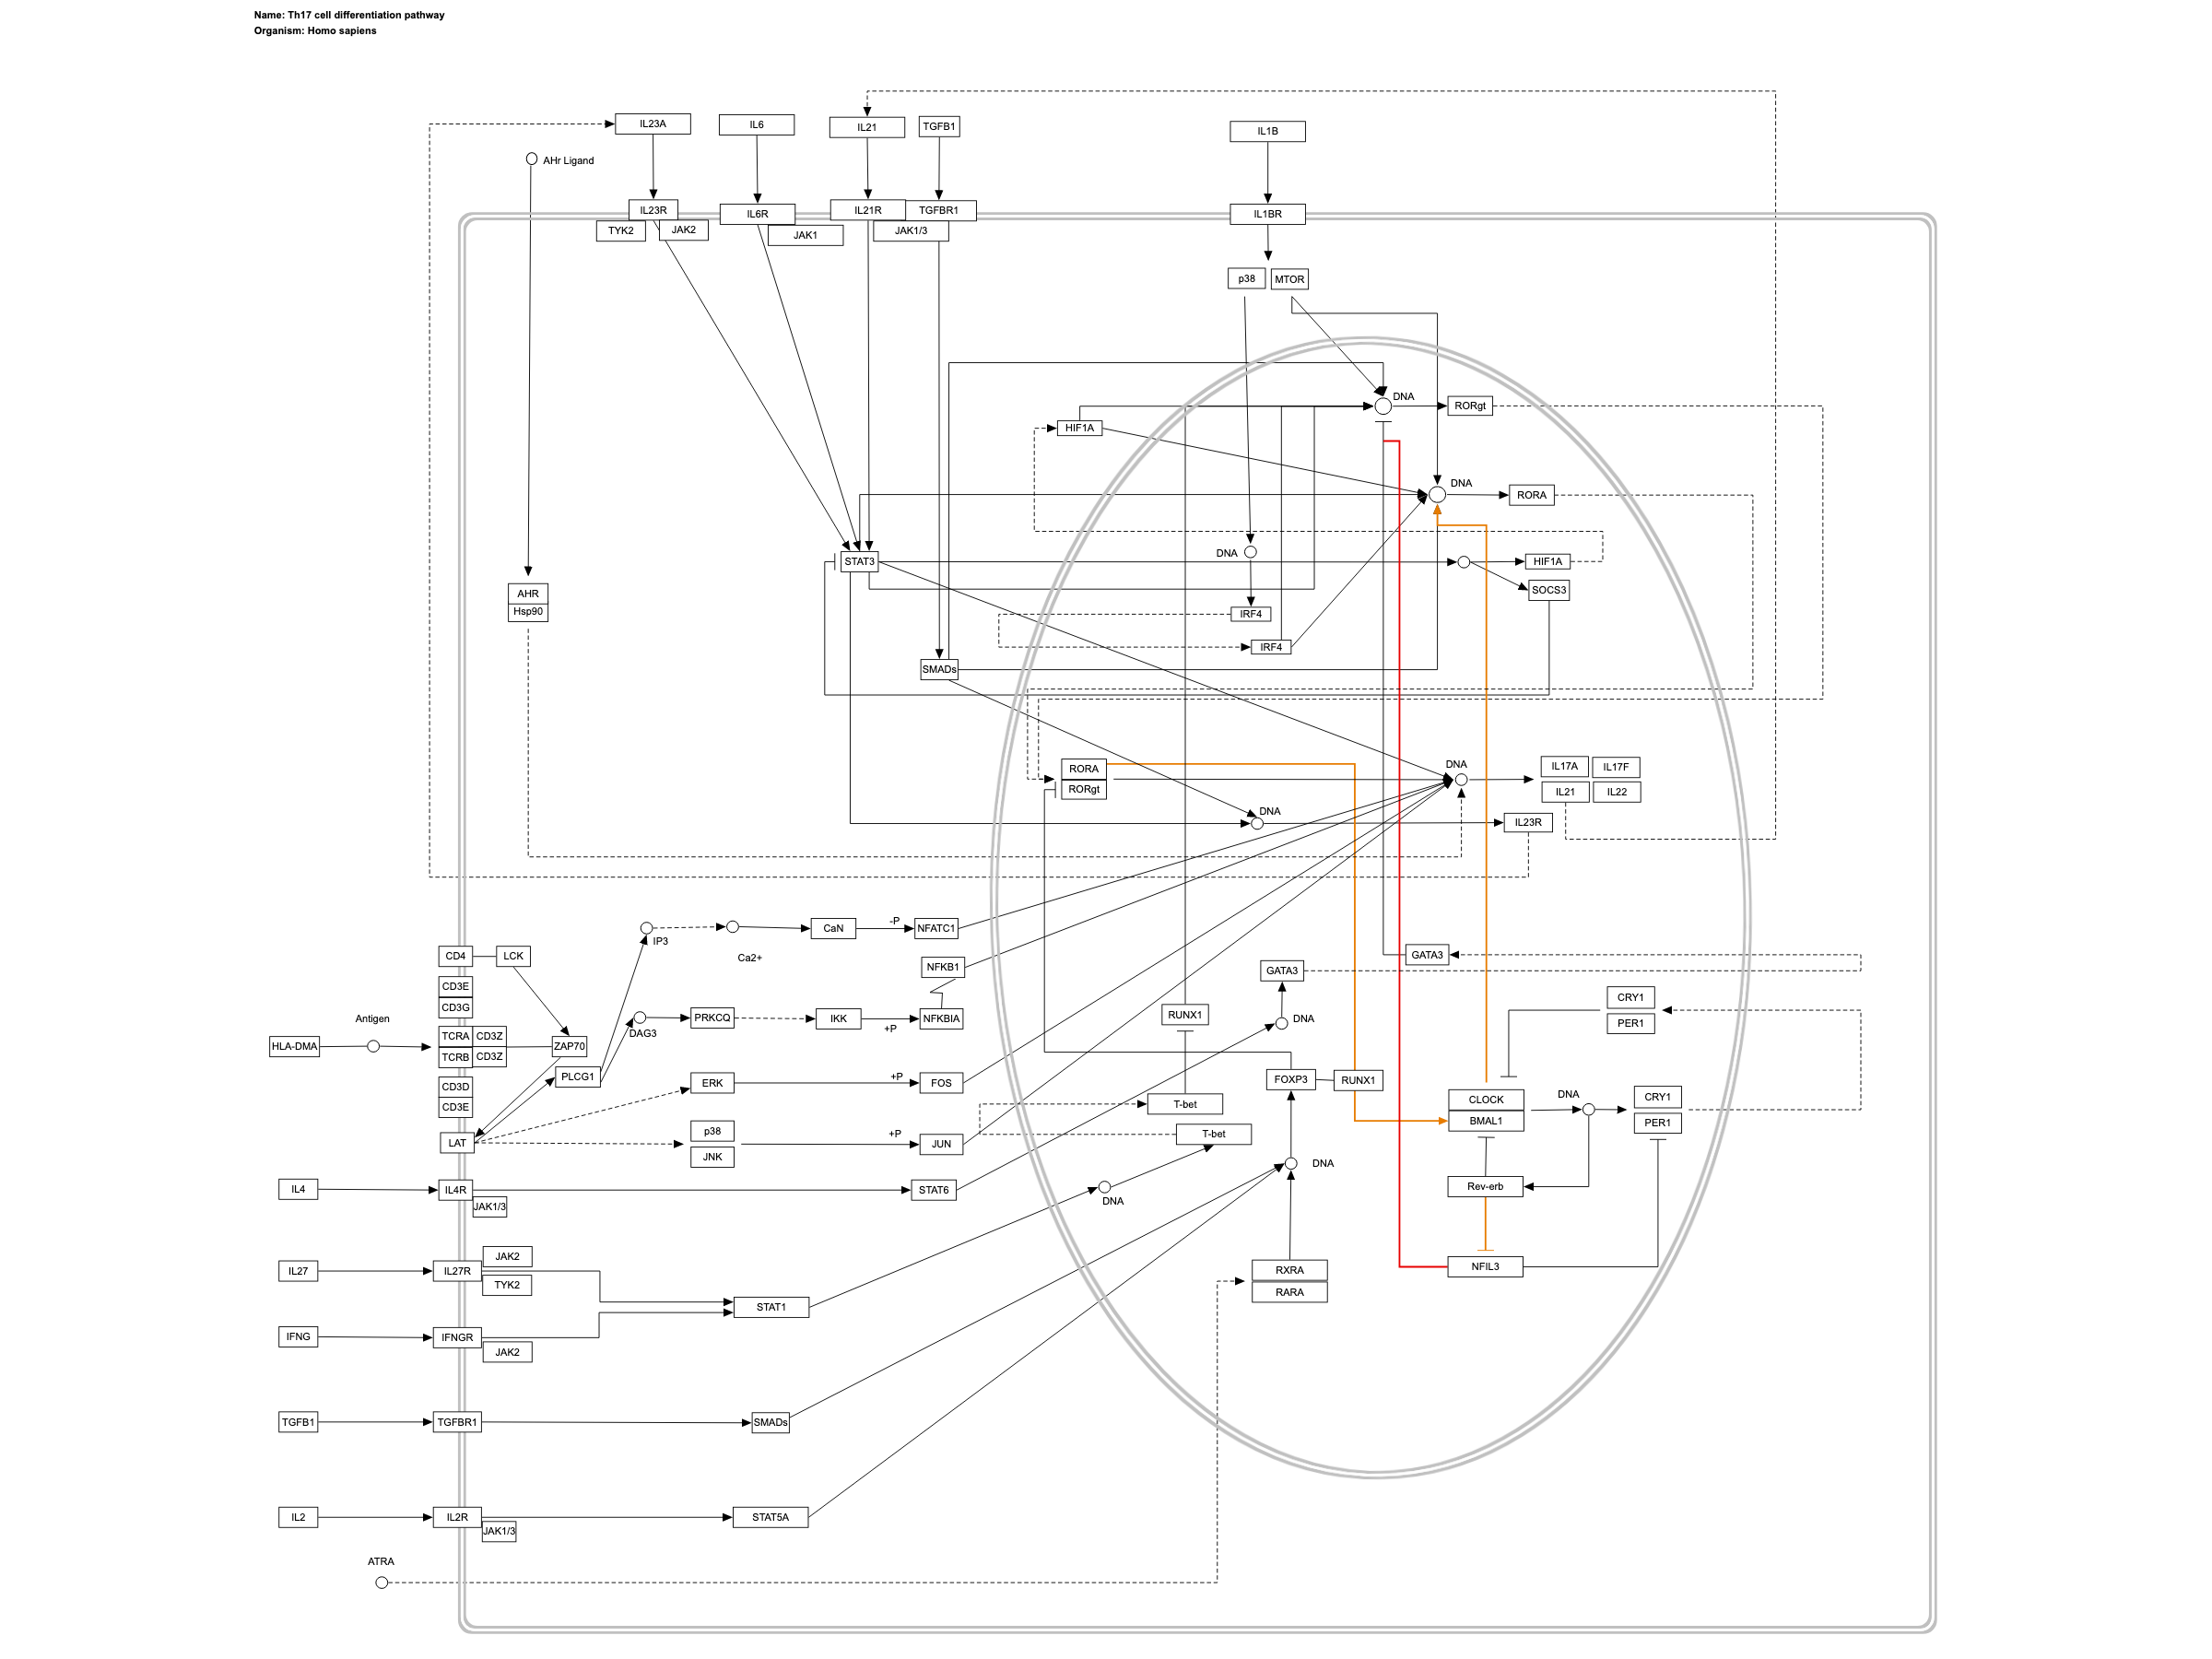 Name: Th17 cell differentiation pathway
Organism: Homo sapiens
IL23A
IL6
IL21
TGFB1
IL1B
AHr Ligand
IL23R
IL6R
IL21R
TGFBR1
IL1BR
TYK2
JAK2
JAK1
JAK1/3
p38
MTOR
DNA
RORgt
HIF1A
DNA
RORA
DNA
STAT3
HIF1A
SOCS3
AHR
Hsp90
IRF4
IRF4
SMADs
DNA
RORA
RORgt
IL17A
IL17F
IL21
IL22
DNA
IL23R
CaN
-P
NFATC1
IP3
Ca2+
CD4
LCK
GATA3
NFKB1
GATA3
CD3E
CD3G
CRY1
PER1
Antigen
PRKCQ
IKK
+P
NFKBIA
RUNX1
DNA
DAG3
HLA-DMA
TCRA
CD3Z
TCRB
CD3Z
ZAP70
PLCG1
CD3D
CD3E
ERK
+P
FOS
FOXP3
RUNX1
CLOCK
BMAL1
DNA
CRY1
PER1
T-bet
LAT
p38
JNK
+P
JUN
T-bet
DNA
IL4
IL4R
JAK1/3
STAT6
DNA
Rev-erb
IL27
IL27R
JAK2
TYK2
NFIL3
RXRA
RARA
STAT1
IFNG
IFNGR
JAK2
TGFB1
TGFBR1
SMADs
IL2
IL2R
JAK1/3
STAT5A
ATRA